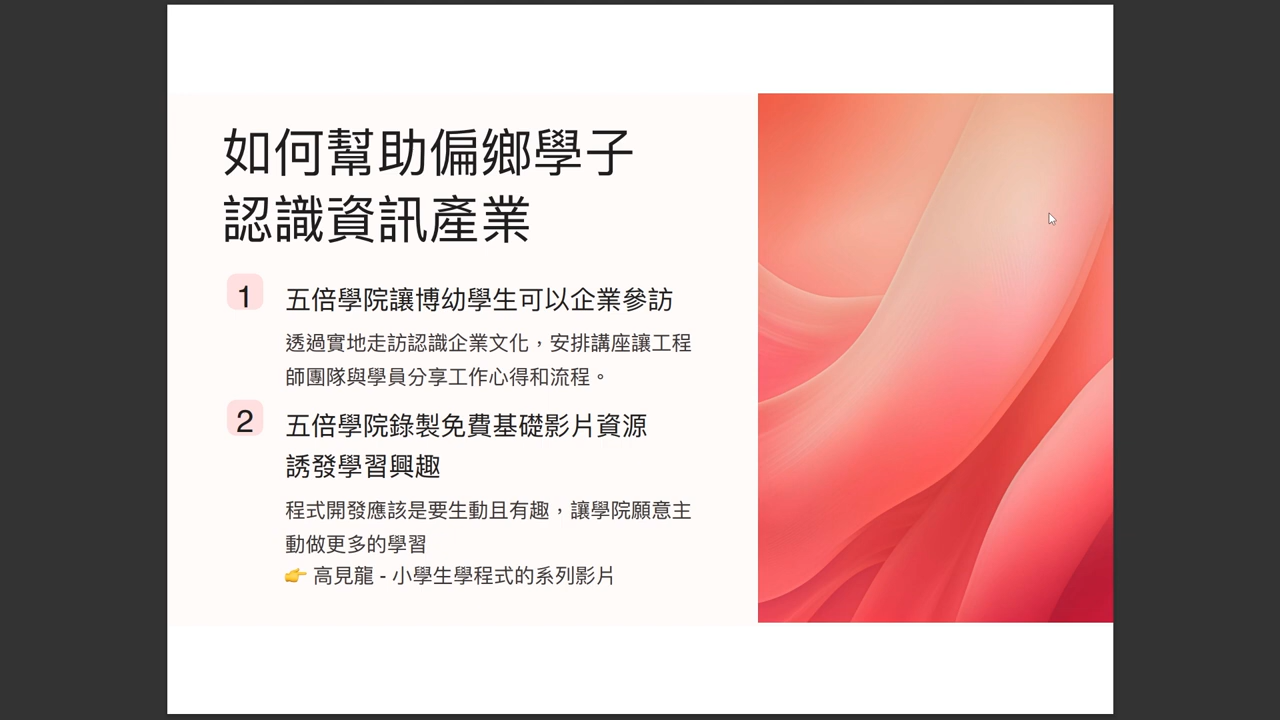 如何幫助偏鄉學子
認識資訊產業
1
五倍學院讓博幼學生可以企業參訪
透過實地走訪認識企業文化，安排講座讓工程
師團隊與學員分享工作心得和流程。
2
五倍學院錄製免費基礎影片資源
誘發學習興趣
程式開發應該是要生動且有趣，讓學院願意主
動做更多的學習
👉 高見龍 - 小學生學程式的系列影片